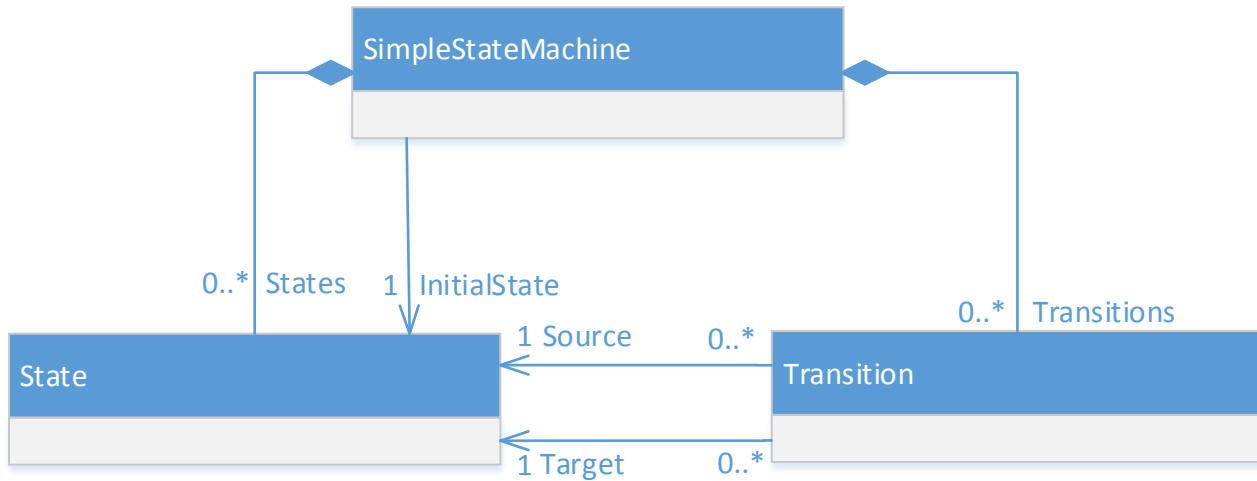 SimpleStateMachine
0..* States
1 InitialState
0..* Transitions
1 Source
0..*
State
Transition
1 Target
0..*